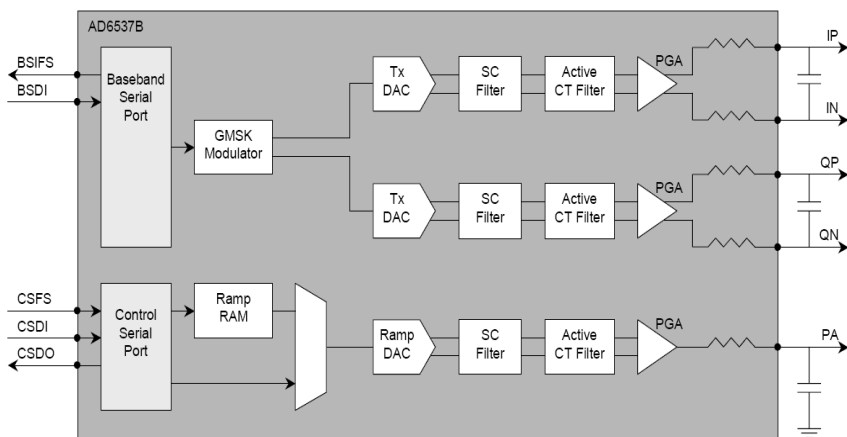 AD6537B
BSIFS
BSDI
Baseband
Serial
Port
GMSK
Modulator
Tx
DAC
SC
Filter
Active
CT Filter
PGA
IP
IN
Tx
DAC
SC
Filter
Active
CT Filter
PGA
QP
QN
CSFS
CSDI
CSDO
Control
Serial
Port
Ramp
RAM
Ramp
DAC
SC
Filter
Active
CT Filter
PGA
PA